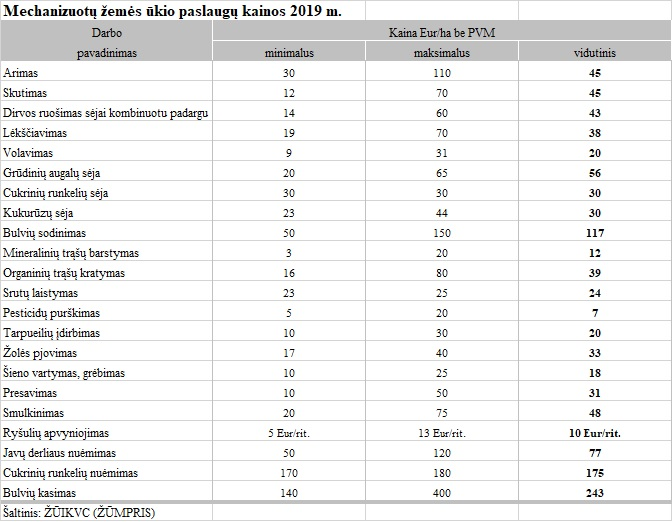 Mechanizuotų žemės ūkio paslaugų kainos 2019 m.
Darbo Kaina Eur/ha be PVM
pavadinimas minimalus maksimalus vidutinis
Arimas 30 110 45
Skutimas 12 70 45
Dirvos ruošimas sėjai kombinuotu padargu 14 60 43
Lėkščiavimas 19 70 38
Volavimas 9 31 20
Grūdinių augalų sėja 20 65 56
Cukrinių runkelių sėja 30 30 30
Kukurūzų sėja 23 44 30
Bulvių sodinimas 50 150 117
Mineralinių trąšų barstymas 3 20 12
Organinių trąšų kratymas 16 80 39
Srutų laistymas 23 25 24
Pesticidų purškimas 5 20 7
Tarpueilių įdirbimas 10 30 20
Žolės pjovimas 17 40 33
Šieno vartymas, grėbimas 10 25 18
Presavimas 10 50 31
Smulkinimas 20 75 48
Ryšulių apvyniojimas 5 Eur/rit. 13 Eur/rit. 10 Eur/rit.
Javų derliaus nuėmimas 50 120 77
Cukrinių runkelių nuėmimas 170 180 175
Bulvių kasimas 140 400 243
Šaltinis: ŽŪIKVC (ŽŪMPRIS)